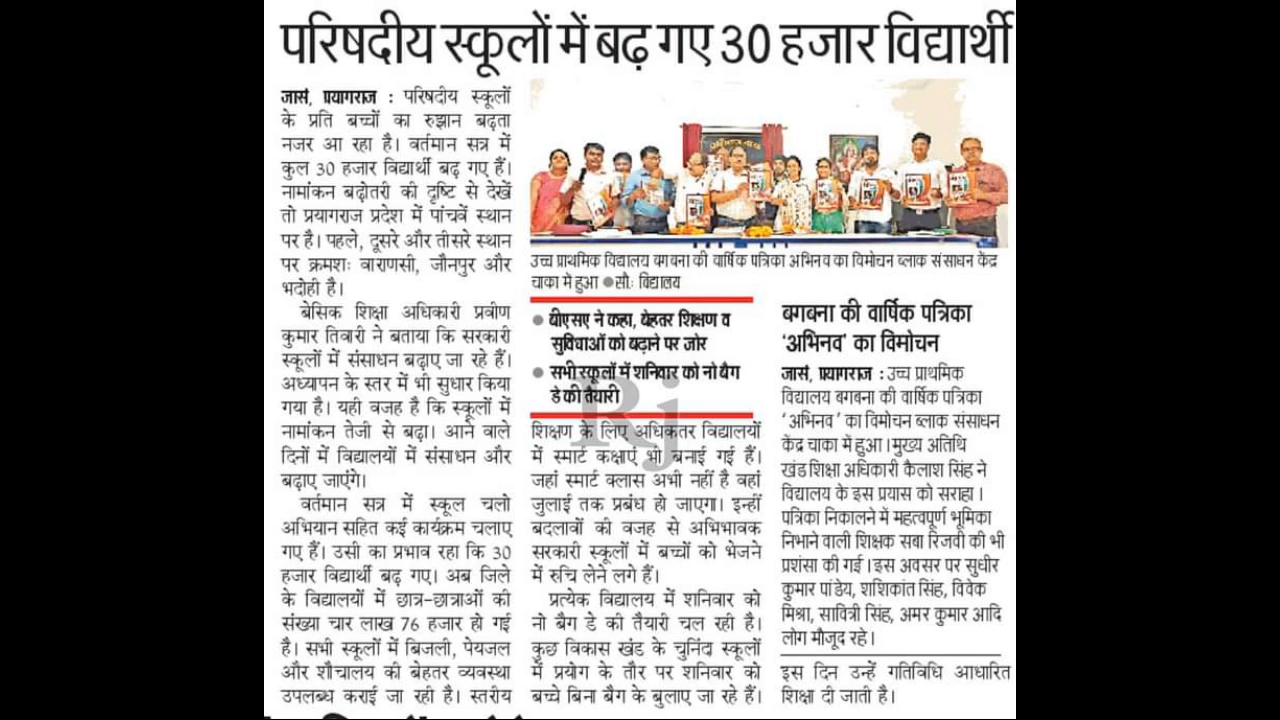 परिषदीय स्कूलों में बढ़ गए 30 हजार विद्यार्थी
जासं, प्रयागराज : परिषदीय स्कूलों
के प्रति बच्चों का रुझान बढ़ता
नजर आ रहा है। वर्तमान सत्र में
कुल 30 हजार विद्यार्थी बढ़ गए हैं।
नामांकन बढ़ोतरी की दृष्टि से देखें
तो प्रयागराज प्रदेश में पांचवें स्थान
पर है। पहले, दूसरे और तीसरे स्थान
पर क्रमशः वाराणसी, जौनपुर और
भदोही है।
बेसिक शिक्षा अधिकारी प्रवीण
कुमार तिवारी ने बताया कि सरकारी
स्कूलों में संसाधन बढ़ाए जा रहे हैं।
अध्यापन के स्तर में भी सुधार किया
गया है। यही वजह है कि स्कूलों में
नामांकन तेजी से बढ़ा। आने वाले
दिनों में विद्यालयों में संसाधन और
बढ़ाए जाएंगे।
वर्तमान सत्र में स्कूल चलो
अभियान सहित कई कार्यक्रम चलाए
गए हैं। उसी का प्रभाव रहा कि 30
हजार विद्यार्थी बढ़ गए। अब जिले
के विद्यालयों में छात्र-छात्राओं की
संख्या चार लाख 76 हजार हो गई
है। सभी स्कूलों में बिजली, पेयजल
और शौचालय की बेहतर व्यवस्था
उपलब्ध कराई जा रही है। स्तरीय
उच्च प्राथमिक विद्यालय बगबना की वार्षिक पत्रिका अभिनव का विमोचन ब्लाक संसाधन केंद्र
चाका में हुआ ●सौ: विद्यालय
● बीएसए ने कहा, बेहतर शिक्षण व
सुविधाओं को बढ़ाने पर जोर
● सभी स्कूलों में शनिवार को नो बैग
डे की तैयारी
Rj
शिक्षण के लिए अधिकतर विद्यालयों
में स्मार्ट कक्षाएं भी बनाई गई हैं।
जहां स्मार्ट क्लास अभी नहीं है वहां
जुलाई तक प्रबंध हो जाएगा। इन्हीं
बदलावों की वजह से अभिभावक
सरकारी स्कूलों में बच्चों को भेजने
में रुचि लेने लगे हैं।
प्रत्येक विद्यालय में शनिवार को
नो बैग डे की तैयारी चल रही है।
कुछ विकास खंड के चुनिंदा स्कूलों
में प्रयोग के तौर पर शनिवार को
बच्चे बिना बैग के बुलाए जा रहे हैं।
बगबना की वार्षिक पत्रिका
'अभिनव' का विमोचन
जासं, प्रयागराज : उच्च प्राथमिक
विद्यालय बगबना की वार्षिक पत्रिका
'अभिनव' का विमोचन ब्लाक संसाधन
केंद्र चाका में हुआ। मुख्य अतिथि
खंड शिक्षा अधिकारी कैलाश सिंह ने
विद्यालय के इस प्रयास को सराहा।
पत्रिका निकालने में महत्वपूर्ण भूमिका
निभाने वाली शिक्षक सबा रिजवी की भी
प्रशंसा की गई। इस अवसर पर सुधीर
कुमार पांडेय, शशिकांत सिंह, विवेक
मिश्रा, सावित्री सिंह, अमर कुमार आदि
लोग मौजूद रहे।
इस दिन उन्हें गतिविधि आधारित
शिक्षा दी जाती है।